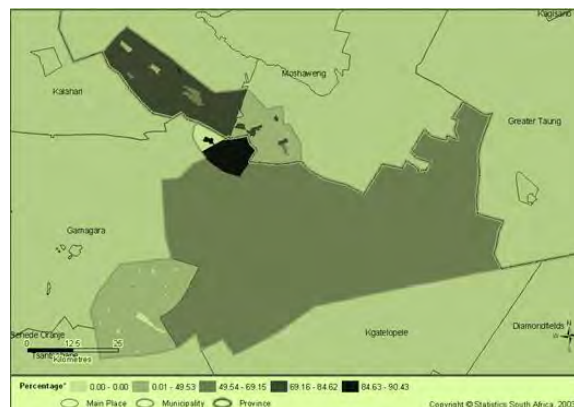 Kagisano
Moshaweng
Kalahari
Greater Taung
Gamagara
N
W
Kgatelopele
Diamondfields
Benede Oranje
0 12.5 25
Kilometres
Percentage* 0.00 - 0.00 0.01 - 49.53 49.54 - 69.15 69.16 - 84.62 84.63 - 90.43
Main Place Municipality Province Copyright © Statistics South Africa, 2003